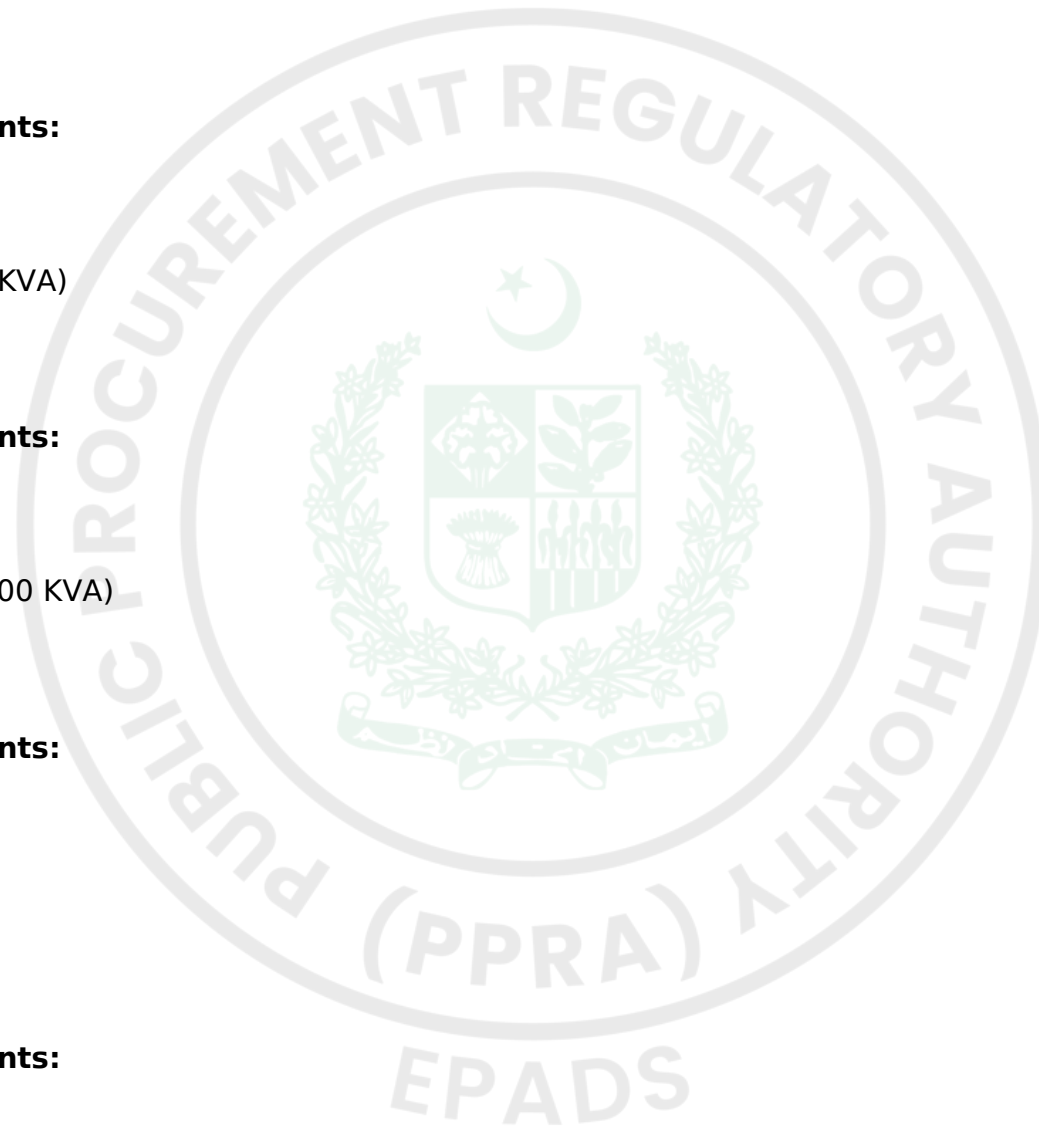 nts:
KVA)
nts:
00 KVA)
nts:
nts:
PUBLIC PROCUREMENT REGULATORY AUTHORITY
(PPRA)
EPADS